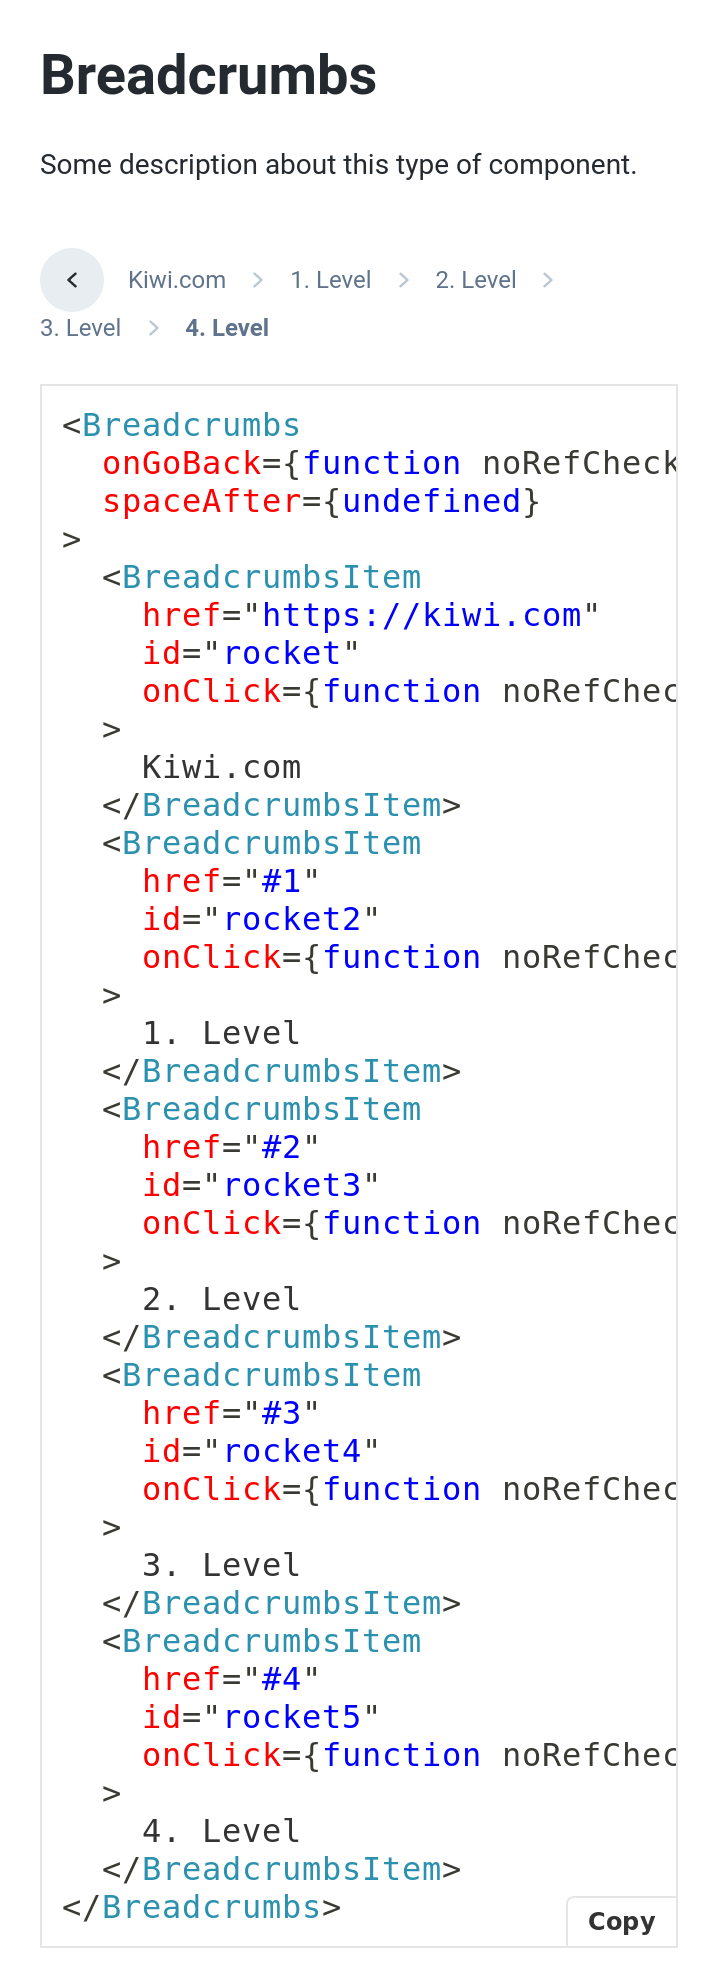 Breadcrumbs
Some description about this type of component.
Kiwi.com 1. Level 2. Level
3. Level 4. Level
<Breadcrumbs
  onGoBack={function noRefCheck
  spaceAfter={undefined}
>
  <BreadcrumbsItem
    href="https://kiwi.com"
    id="rocket"
    onClick={function noRefChec
  >
    Kiwi.com
  </BreadcrumbsItem>
  <BreadcrumbsItem
    href="#1"
    id="rocket2"
    onClick={function noRefChec
  >
    1. Level
  </BreadcrumbsItem>
  <BreadcrumbsItem
    href="#2"
    id="rocket3"
    onClick={function noRefChec
  >
    2. Level
  </BreadcrumbsItem>
  <BreadcrumbsItem
    href="#3"
    id="rocket4"
    onClick={function noRefChec
  >
    3. Level
  </BreadcrumbsItem>
  <BreadcrumbsItem
    href="#4"
    id="rocket5"
    onClick={function noRefChec
  >
    4. Level
  </BreadcrumbsItem>
</Breadcrumbs>
Copy